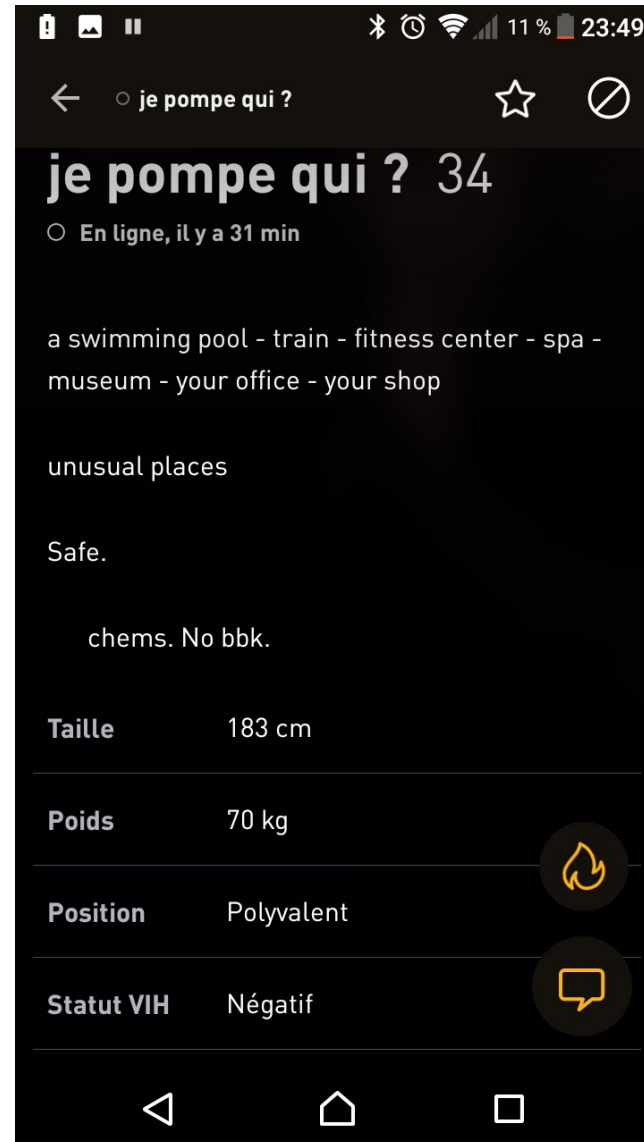 11 % 23:49
je pompe qui ?
je pompe qui ? 34
En ligne, il y a 31 min
a swimming pool - train - fitness center - spa -
museum - your office - your shop
unusual places
Safe.
chems. No bbk.
Taille 183 cm
Poids 70 kg
Position Polyvalent
Statut VIH Négatif